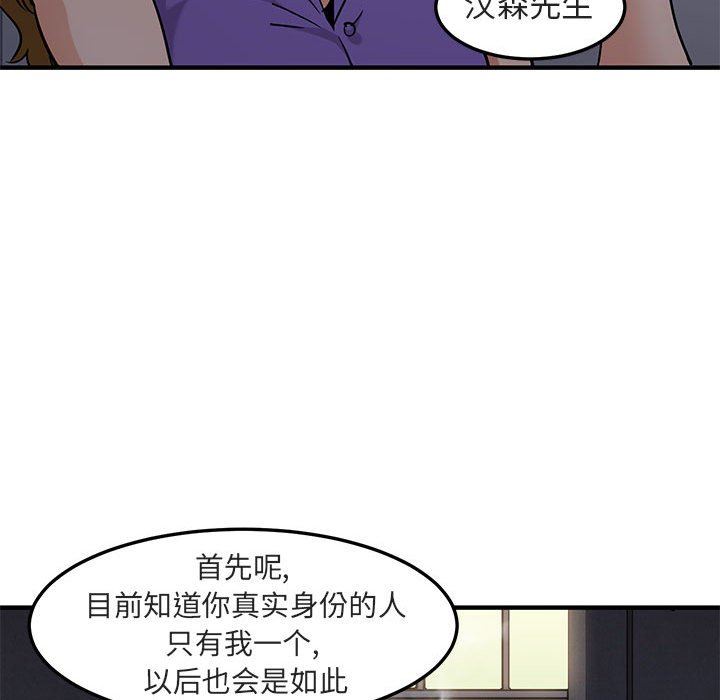 汉森先生
首先呢,
目前知道你真实身份的人
只有我一个,
以后也会是如此